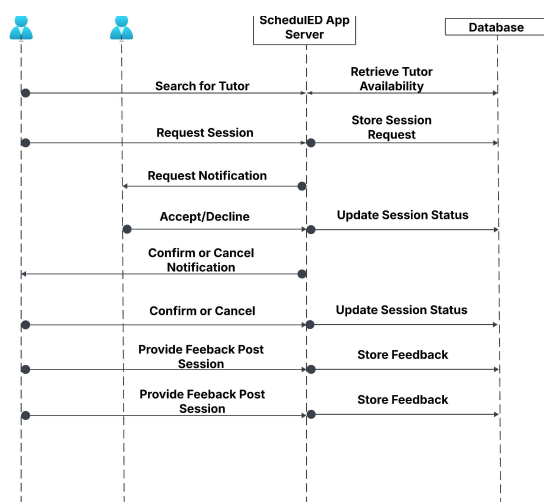 SchedulED App
Server
Database
Search for Tutor
Retrieve Tutor
Availability
Request Session
Store Session
Request
Request Notification
Accept/Decline
Update Session Status
Confirm or Cancel
Notification
Confirm or Cancel
Update Session Status
Provide Feeback Post
Session
Store Feedback
Provide Feeback Post
Session
Store Feedback